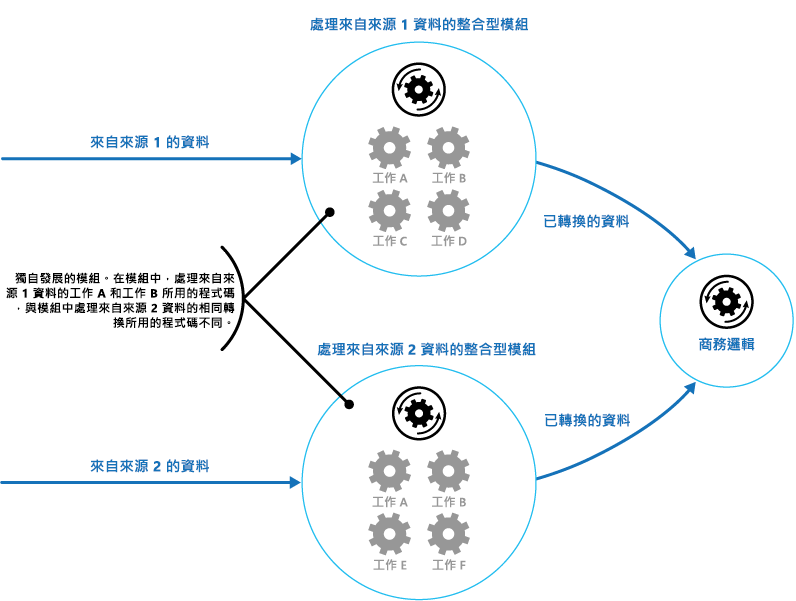 處理來自來源 1 資料的整合型模組
來自來源 1 的資料
工作 A
工作 B
工作 C
工作 D
已轉換的資料
獨自發展的模組。在模組中，處理來自來
源 1 資料的工作 A 和工作 B 所用的程式碼
，與模組中處理來自來源 2 資料的相同轉
換所用的程式碼不同。
商務邏輯
處理來自來源 2 資料的整合型模組
已轉換的資料
來自來源 2 的資料
工作 A
工作 B
工作 E
工作 F